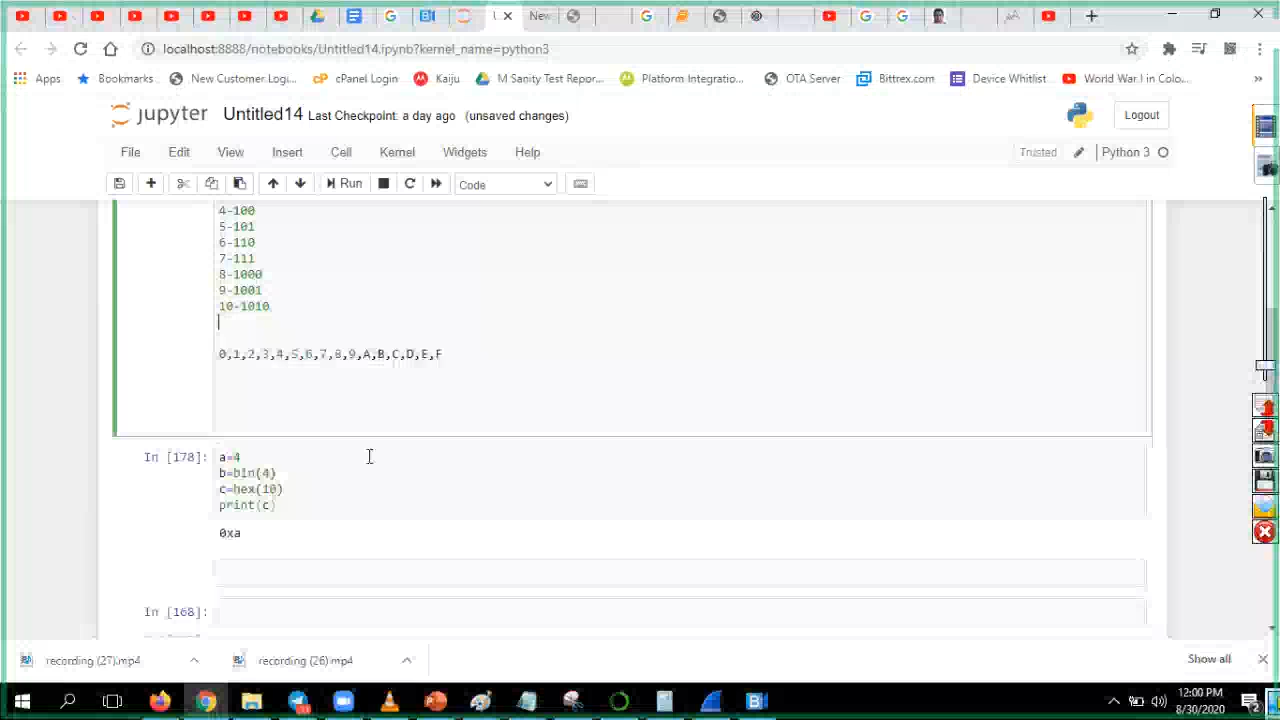 New
localhost:8888/notebooks/Untitled14.ipynb?kernel_name=python3
Apps Bookmarks New Customer Logi... cPanel Login Kaiju M Sanity Test Repor... Platform Integratio... OTA Server Bittrex.com Device Whitlist World War I in Colo... »
jupyter Untitled14 Last Checkpoint: a day ago (unsaved changes) Logout
File Edit View Insert Cell Kernel Widgets Help Trusted Python 3
Run Code
4-100
5-101
6-110
7-111
8-1000
9-1001
10-1010
0,1,2,3,4,5,6,7,8,9,A,B,C,D,E,F
In [178]: a=4
b=bin(4)
c=hex(10)
print(c)
0xa
In [168]:
recording (27).mp4 recording (26).mp4 Show all
12:00 PM
8/30/2020
2